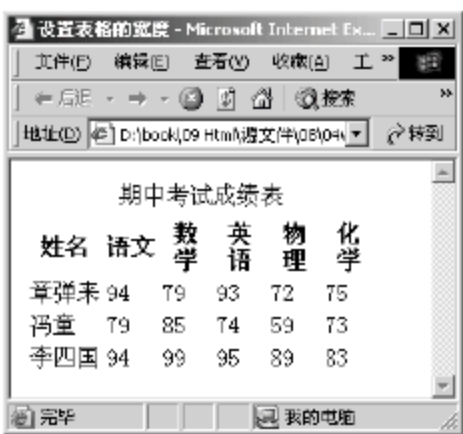 设置表格的宽度 - Microsoft Internet Ex...
文件(F) 编辑(E) 查看(V) 收藏(A) 工 »
后退 搜索 »
地址(D) D:\book\09 Html\源文件\08\04\ 转到
期中考试成绩表
姓名 语文 数学 英语 物理 化学
章弹来 94 79 93 72 75
冯童 79 85 74 59 73
李四国 94 99 95 89 83
完毕 我的电脑